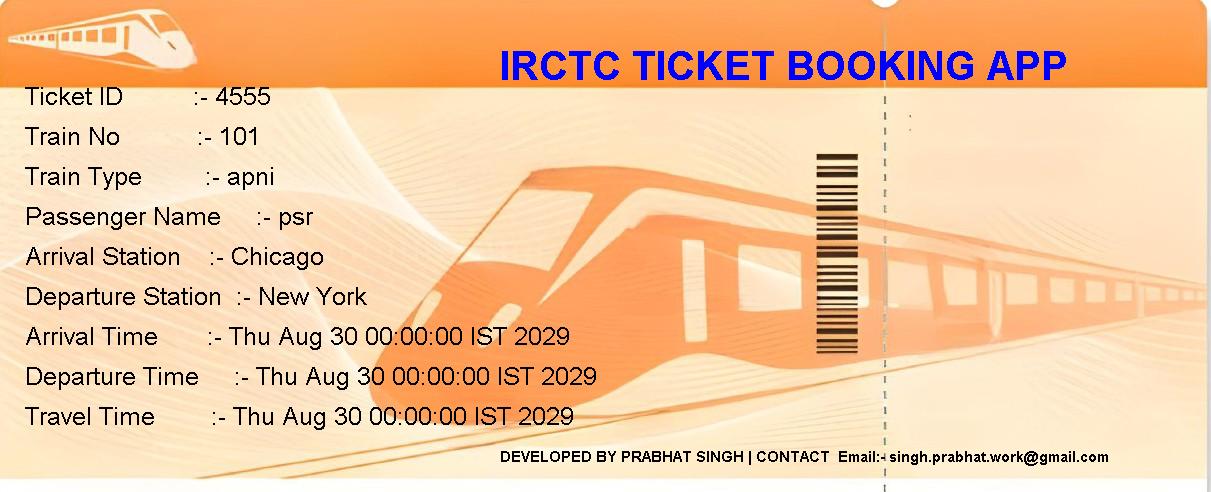 IRCTC TICKET BOOKING APP
Ticket ID :- 4555
Train No :- 101
Train Type :- apni
Passenger Name :- psr
Arrival Station :- Chicago
Departure Station :- New York
Arrival Time :- Thu Aug 30 00:00:00 IST 2029
Departure Time :- Thu Aug 30 00:00:00 IST 2029
Travel Time :- Thu Aug 30 00:00:00 IST 2029
DEVELOPED BY PRABHAT SINGH | CONTACT Email:- singh.prabhat.work@gmail.com